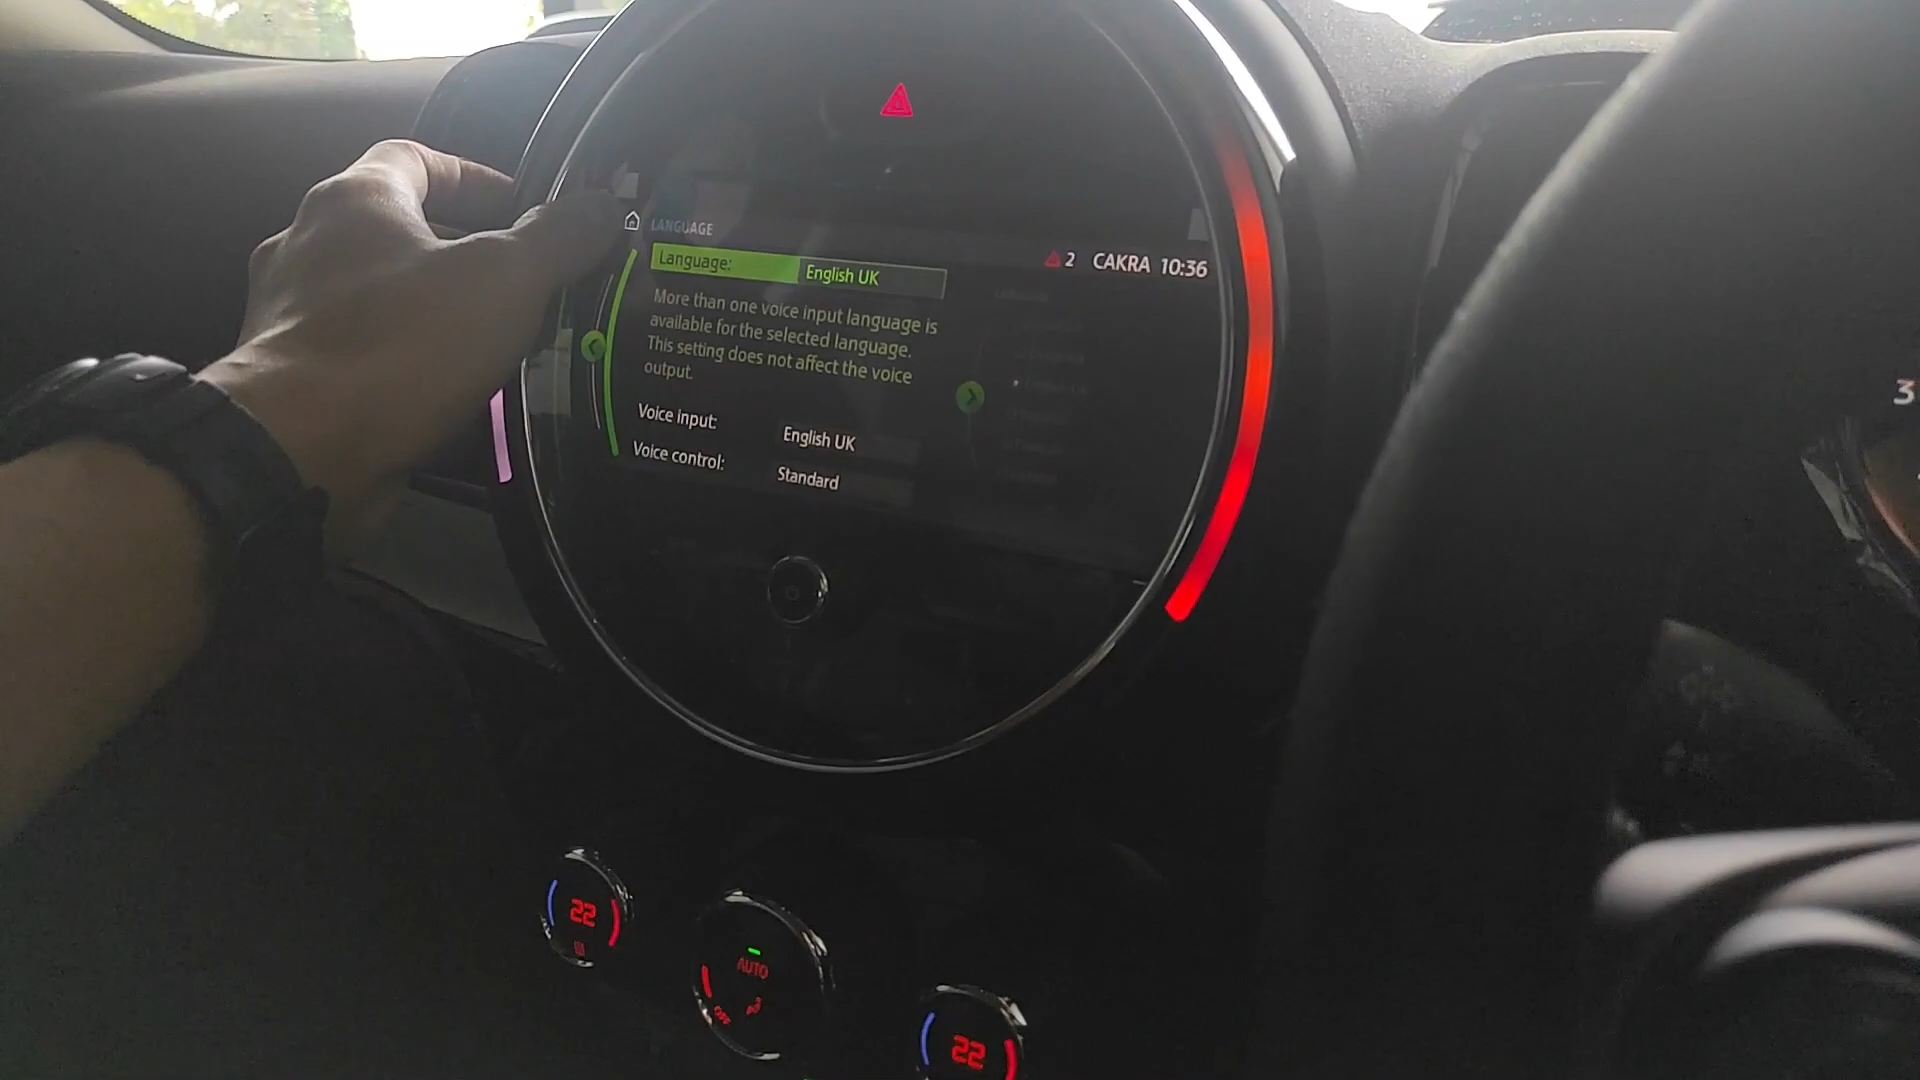 LANGUAGE
2 CAKRA 10:36
Language: English UK
More than one voice input language is
available for the selected language.
This setting does not affect the voice
output.
Voice input: English UK
Voice control: Standard
22
AUTO
OFF
22
3